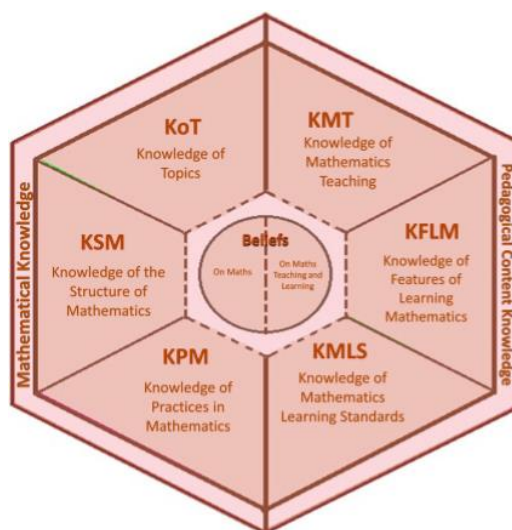 KoT
Knowledge of
Topics
KMT
Knowledge of
Mathematics
Teaching
Mathematical Knowledge
KSM
Knowledge of the
Structure of
Mathematics
Beliefs
On Maths
On Maths
Teaching and
Learning
KFLM
Knowledge of
Features of
Learning
Mathematics
Pedagogical Content Knowledge
KPM
Knowledge of
Practices in
Mathematics
KMLS
Knowledge of
Mathematics
Learning Standards